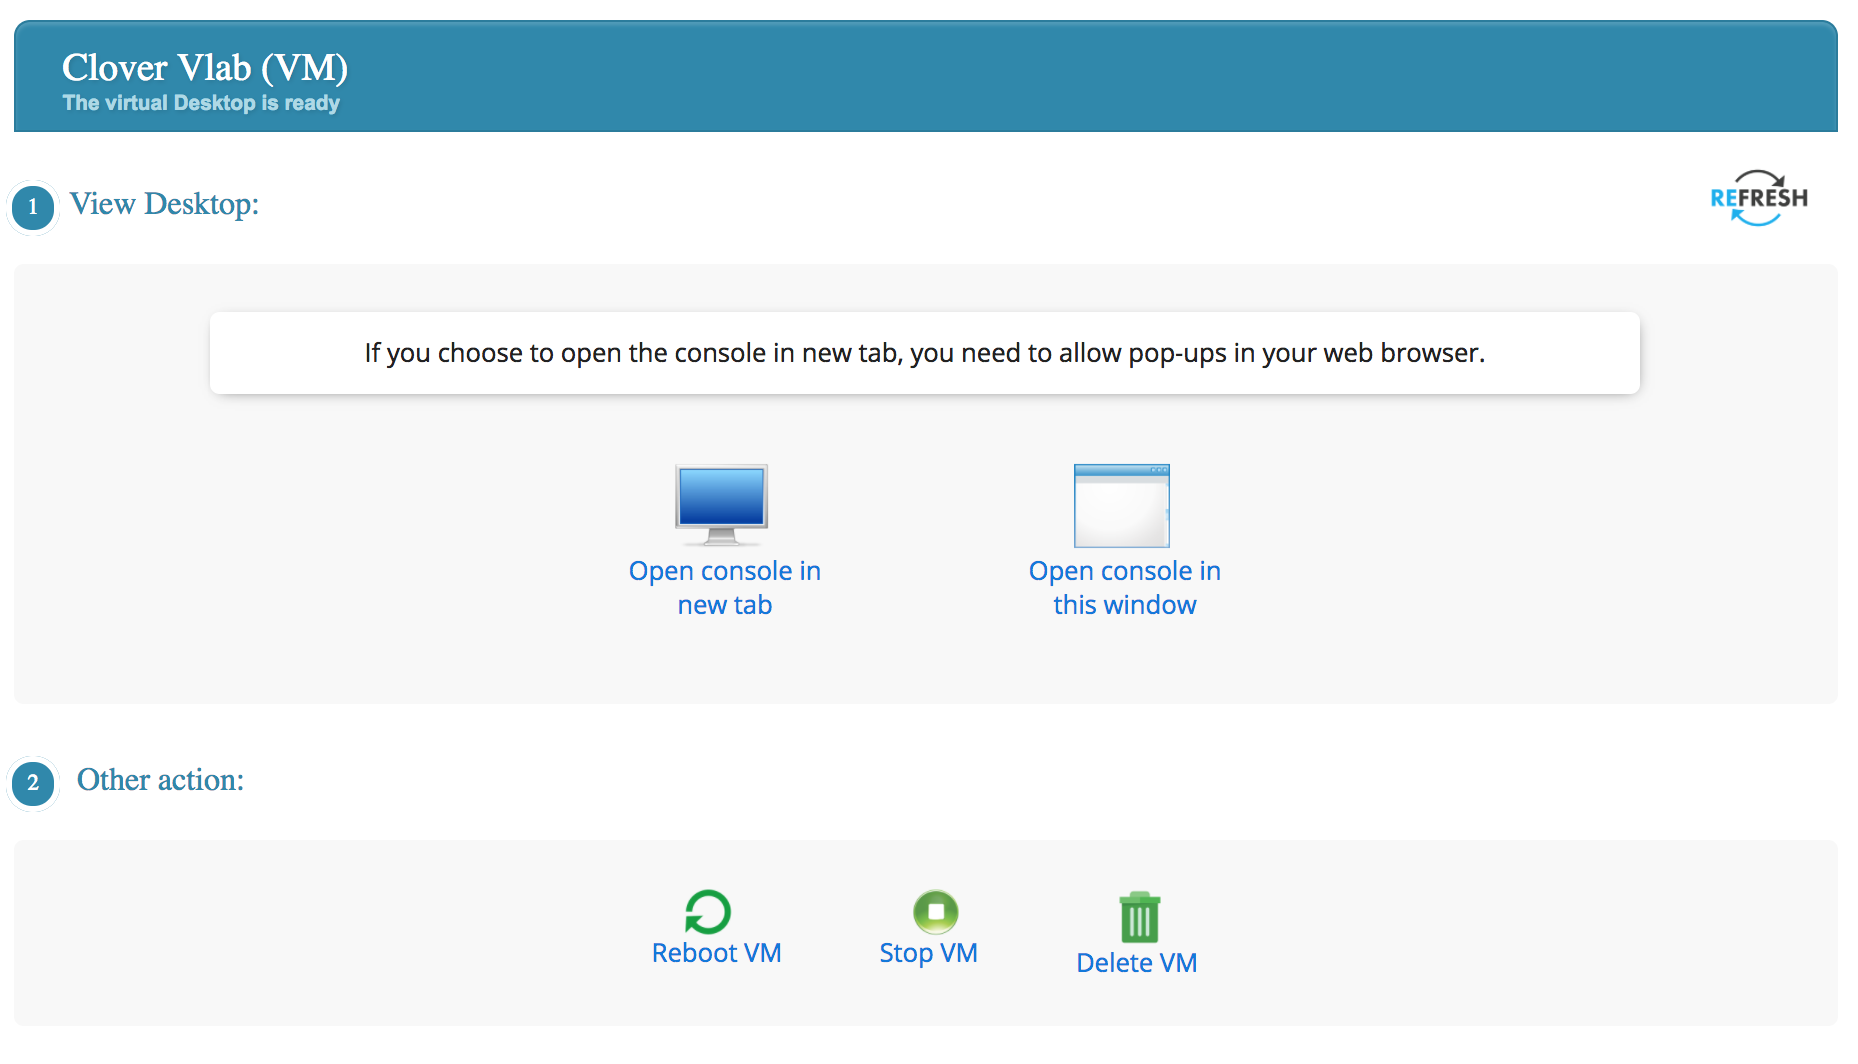 Clover Vlab (VM)
The virtual Desktop is ready
1 View Desktop:
REFRESH
If you choose to open the console in new tab, you need to allow pop-ups in your web browser.
Open console in
new tab
Open console in
this window
2 Other action:
Reboot VM
Stop VM
Delete VM